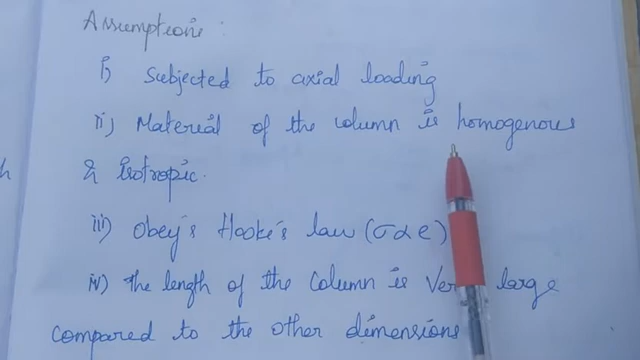 Assumptions :
i) Subjected to axial loading
ii) Material of the column is homogenous
& isotropic.
h
iii) Obey's Hooke's law (σ∝e)
iv) The length of the column is large
compared to the other dimensions